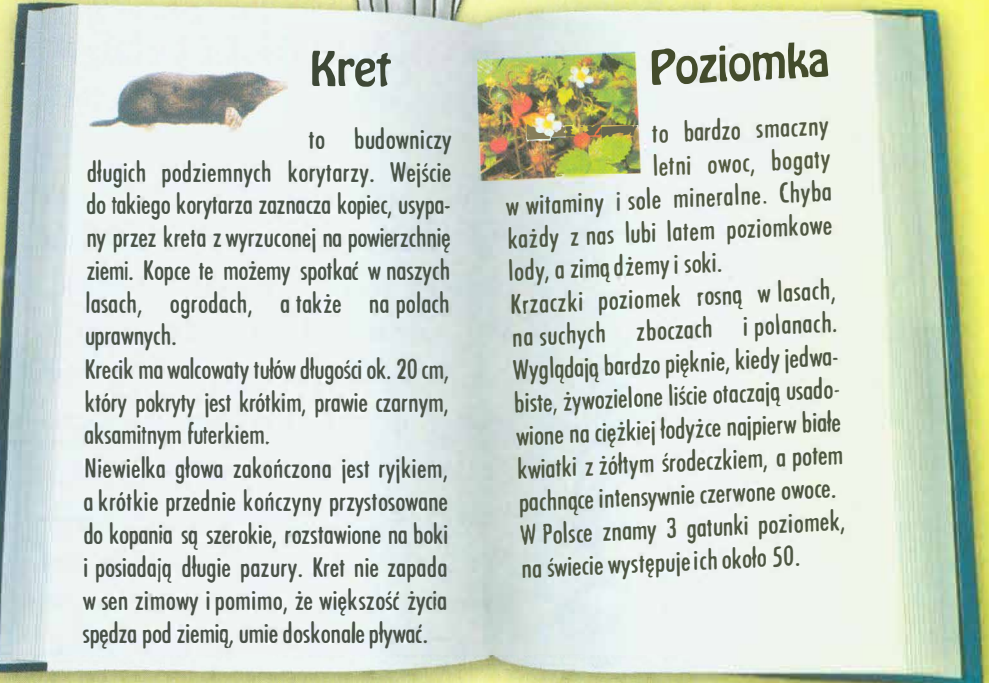 Kret
to budowniczy
długich podziemnych korytarzy. Wejście
do takiego korytarza zaznacza kopiec, usypa-
ny przez kreta z wyrzuconej na powierzchnię
ziemi. Kopce te możemy spotkać w naszych
lasach, ogrodach, a także na polach
uprawnych.
Krecik ma walcowaty tułów długości ok. 20 cm,
który pokryty jest krótkim, prawie czarnym,
aksamitnym futerkiem.
Niewielka głowa zakończona jest ryjkiem,
a krótkie przednie kończyny przystosowane
do kopania są szerokie, rozstawione na boki
i posiadają długie pazury. Kret nie zapada
w sen zimowy i pomimo, że większość życia
spędza pod ziemią, umie doskonale pływać.
Poziomka
to bardzo smaczny
letni owoc, bogaty
w witaminy i sole mineralne. Chyba
każdy z nas lubi latem poziomkowe
lody, a zimą dżemy i soki.
Krzaczki poziomek rosną w lasach,
na suchych zboczach i polanach.
Wyglądają bardzo pięknie, kiedy jedwa-
biste, żywozielone liście otaczają usado-
wione na ciężkiej łodyżce najpierw białe
kwiatki z żółtym środeczkiem, a potem
pachnące intensywnie czerwone owoce.
W Polsce znamy 3 gatunki poziomek,
na świecie występuje ich około 50.